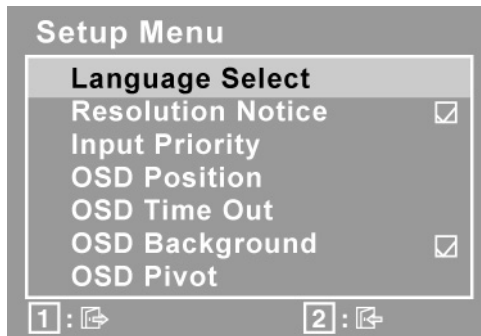 Setup Menu
Language Select
Resolution Notice
Input Priority
OSD Position
OSD Time Out
OSD Background
OSD Pivot
1 : 2 :